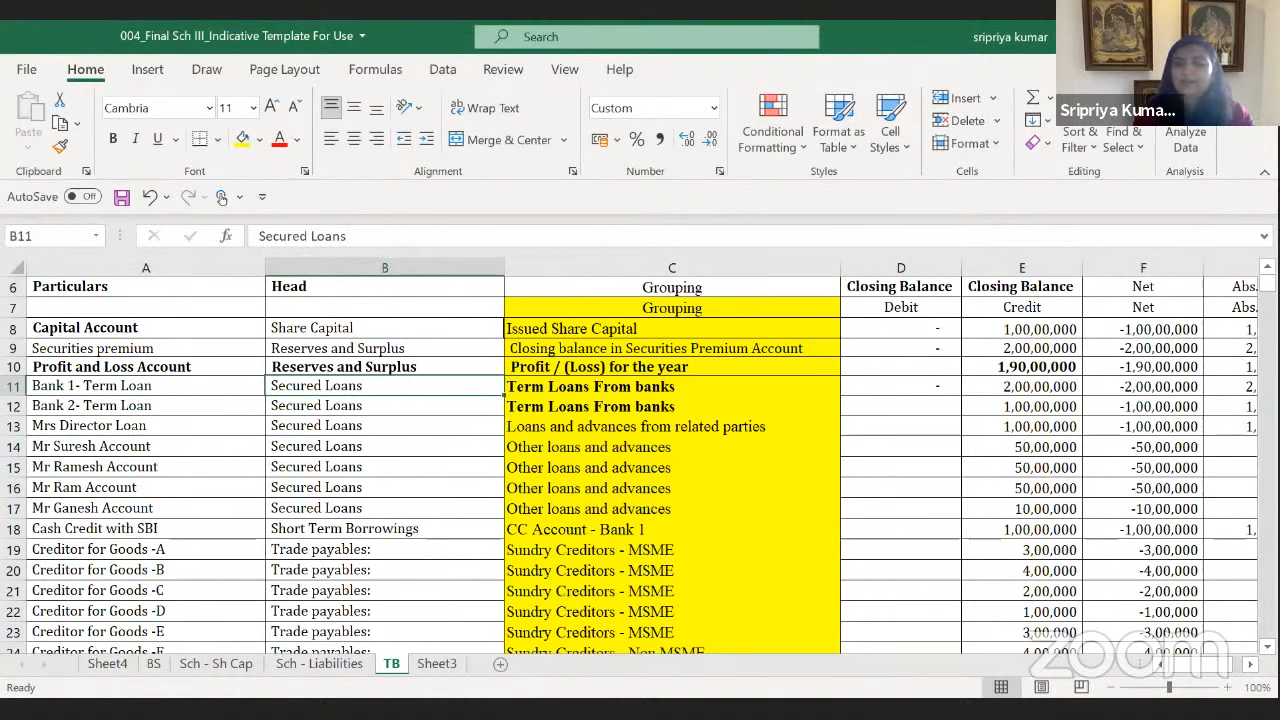 004_Final Sch III_Indicative Template For Use
Search
sripriya kumar
Sripriya Kuma...
File Home Insert Draw Page Layout Formulas Data Review View Help
Paste
Clipboard
Cambria 11
B I U
Font
Wrap Text
Merge & Center
Alignment
Custom
Number
Conditional Formatting
Format as Table
Cell Styles
Styles
Insert
Delete
Format
Cells
Sort & Filter
Find & Select
Editing
Analyze Data
Analysis
AutoSave Off
B11 fx Secured Loans
A B C D E F
6 Particulars Head Grouping Closing Balance Closing Balance Net Abs.
7 Grouping Debit Credit Net Abs.
8 Capital Account Share Capital Issued Share Capital - 1,00,00,000 -1,00,00,000 1,
9 Securities premium Reserves and Surplus Closing balance in Securities Premium Account - 2,00,00,000 -2,00,00,000 2,
10 Profit and Loss Account Reserves and Surplus Profit / (Loss) for the year 1,90,00,000 -1,90,00,000 1,
11 Bank 1- Term Loan Secured Loans Term Loans From banks - 2,00,00,000 -2,00,00,000 2,
12 Bank 2- Term Loan Secured Loans Term Loans From banks 1,00,00,000 -1,00,00,000 1,
13 Mrs Director Loan Secured Loans Loans and advances from related parties 1,00,00,000 -1,00,00,000 1,
14 Mr Suresh Account Secured Loans Other loans and advances 50,00,000 -50,00,000
15 Mr Ramesh Account Secured Loans Other loans and advances 50,00,000 -50,00,000
16 Mr Ram Account Secured Loans Other loans and advances 50,00,000 -50,00,000
17 Mr Ganesh Account Secured Loans Other loans and advances 10,00,000 -10,00,000
18 Cash Credit with SBI Short Term Borrowings CC Account - Bank 1 1,00,00,000 -1,00,00,000 1,
19 Creditor for Goods -A Trade payables: Sundry Creditors - MSME 3,00,000 -3,00,000
20 Creditor for Goods -B Trade payables: Sundry Creditors - MSME 4,00,000 -4,00,000
21 Creditor for Goods -C Trade payables: Sundry Creditors - MSME 2,00,000 -2,00,000
22 Creditor for Goods -D Trade payables: Sundry Creditors - MSME 1,00,000 -1,00,000
23 Creditor for Goods -E Trade payables: Sundry Creditors - MSME 3,00,000 -3,00,000
zoom
Sheet4 BS Sch - Sh Cap Sch - Liabilities TB Sheet3
Ready 100%